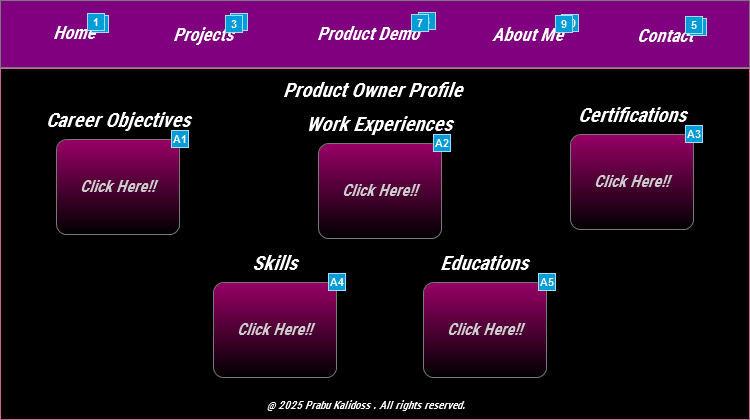 Home 1
Projects 3
Product Demo 7
About Me 9
Contact 5
Product Owner Profile
Career Objectives
Work Experiences
Certifications
A1
A2
A3
Click Here!!
Click Here!!
Click Here!!
Skills
Educations
A4
A5
Click Here!!
Click Here!!
@ 2025 Prabu Kalidoss . All rights reserved.